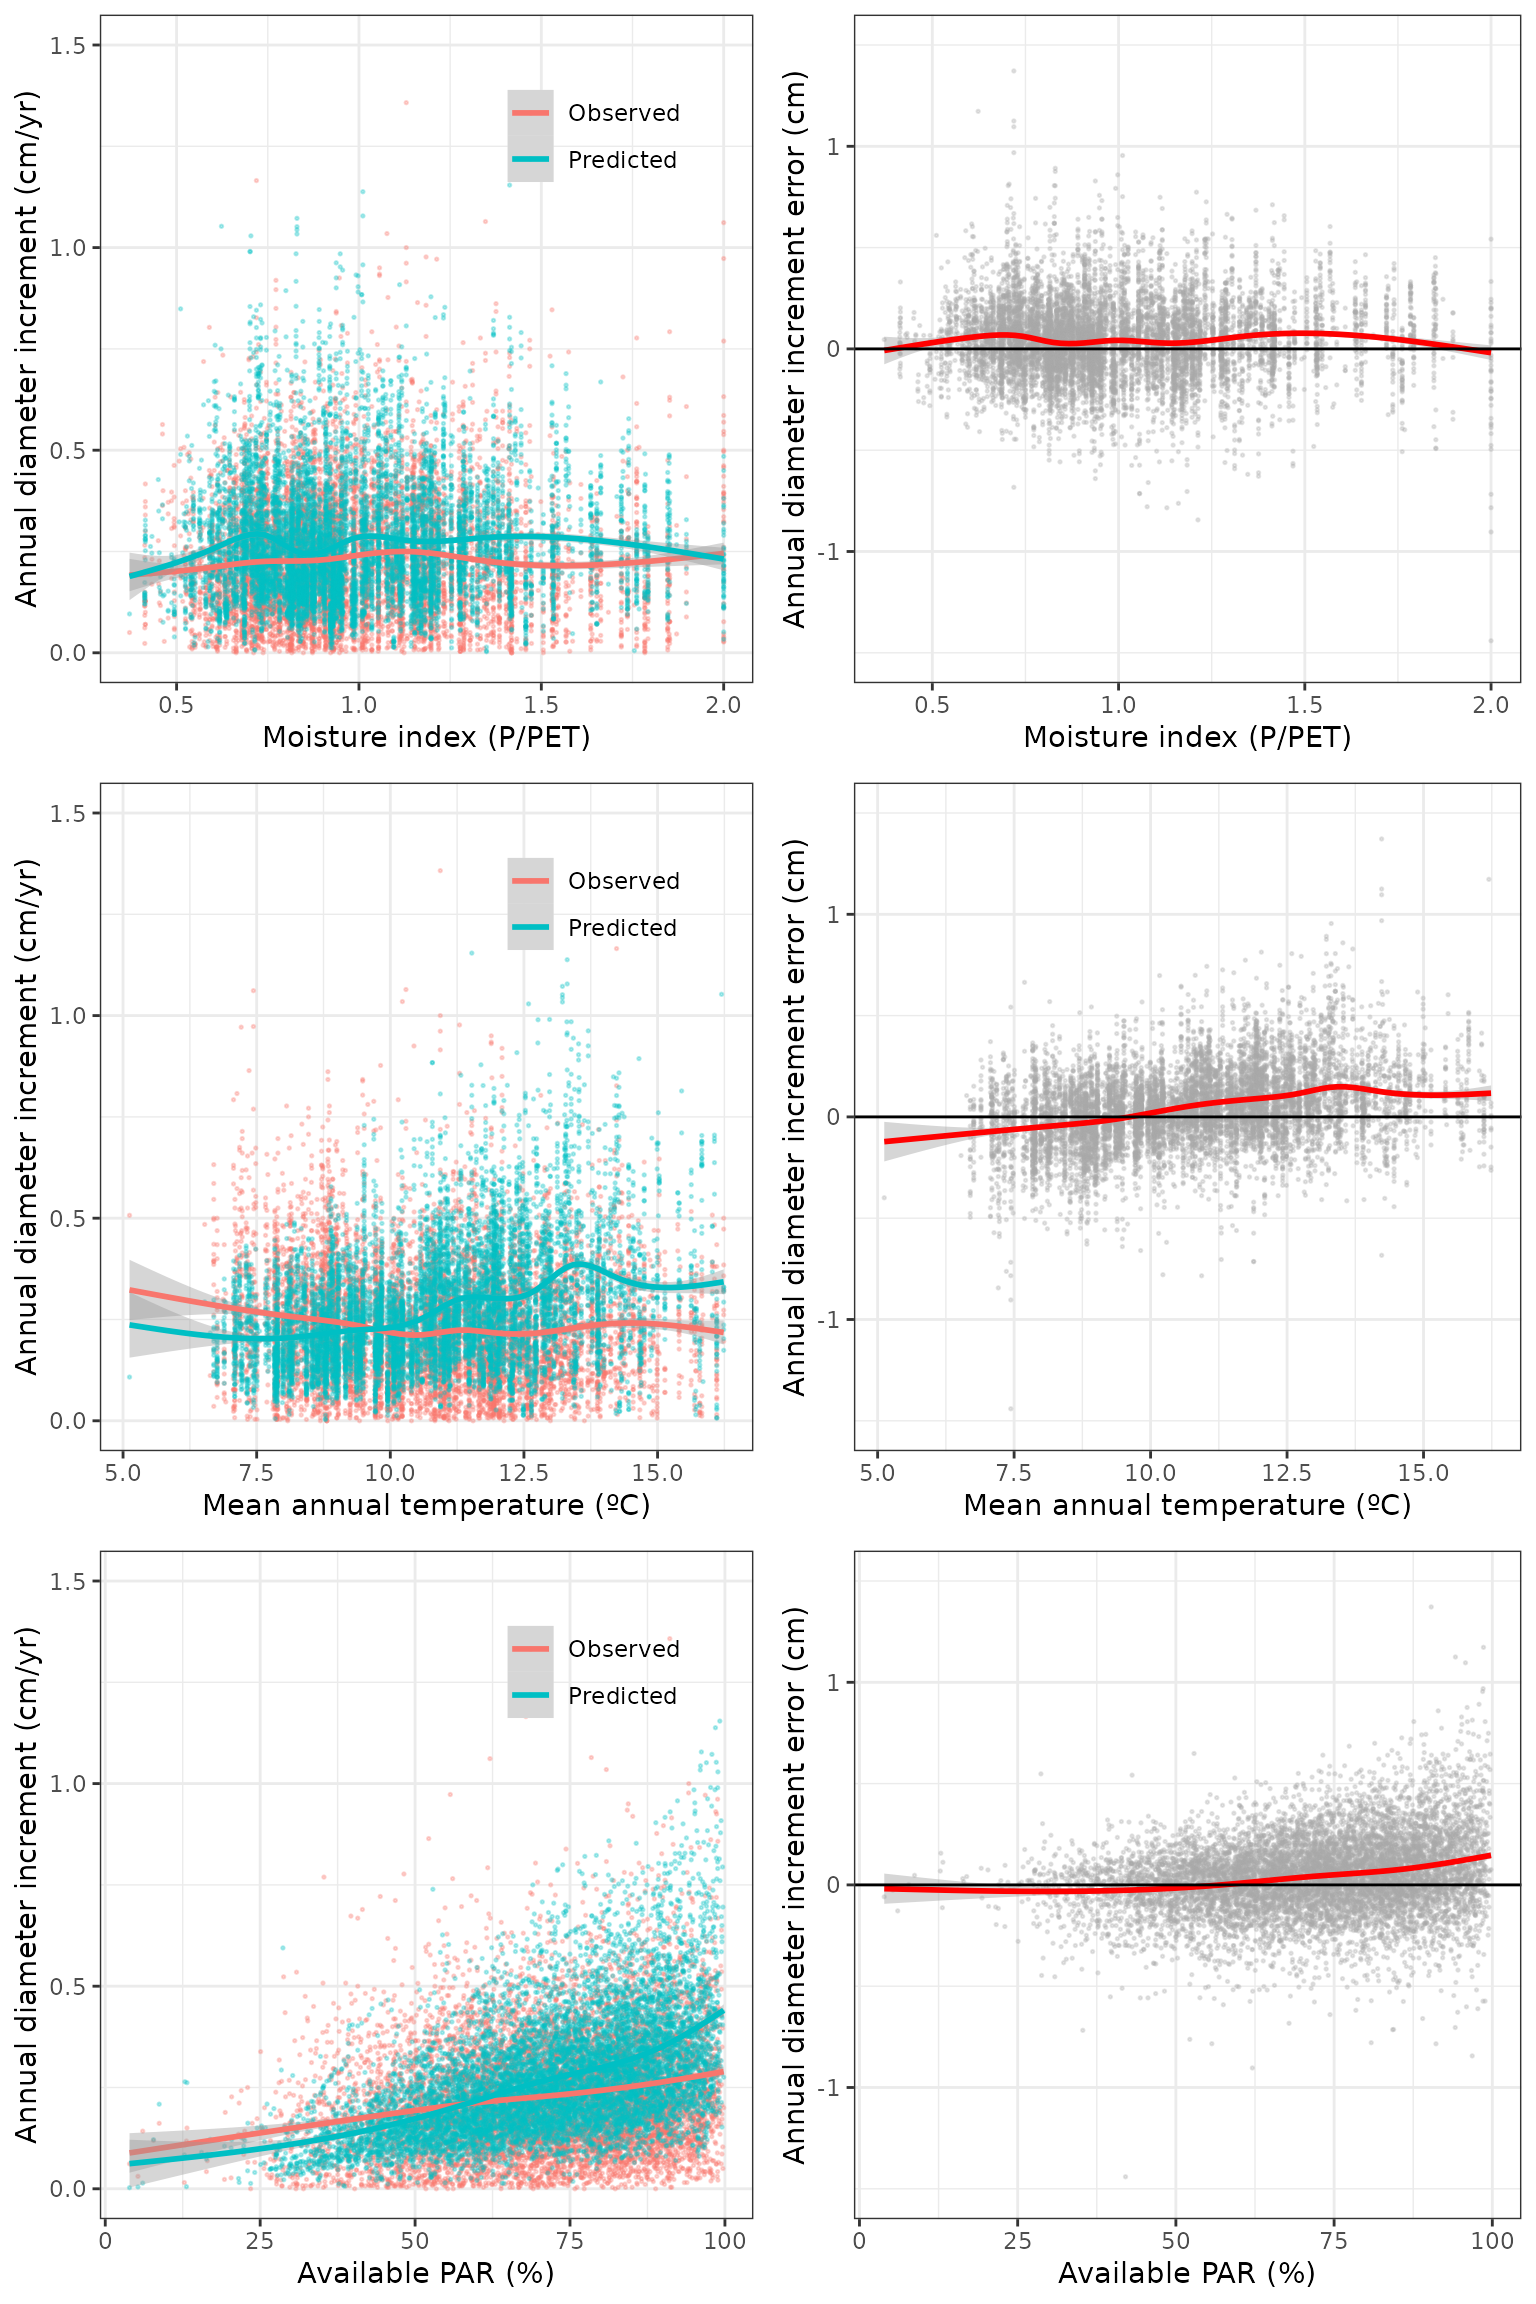 Annual diameter increment (cm/yr)
1.5
1.0
0.5
0.0
Observed
Predicted
0.5 1.0 1.5 2.0
Moisture index (P/PET)
Annual diameter increment error (cm)
1
0
-1
0.5 1.0 1.5 2.0
Moisture index (P/PET)
Annual diameter increment (cm/yr)
1.5
1.0
0.5
0.0
Observed
Predicted
5.0 7.5 10.0 12.5 15.0
Mean annual temperature (ºC)
Annual diameter increment error (cm)
1
0
-1
5.0 7.5 10.0 12.5 15.0
Mean annual temperature (ºC)
Annual diameter increment (cm/yr)
1.5
1.0
0.5
0.0
Observed
Predicted
0 25 50 75 100
Available PAR (%)
Annual diameter increment error (cm)
1
0
-1
0 25 50 75 100
Available PAR (%)